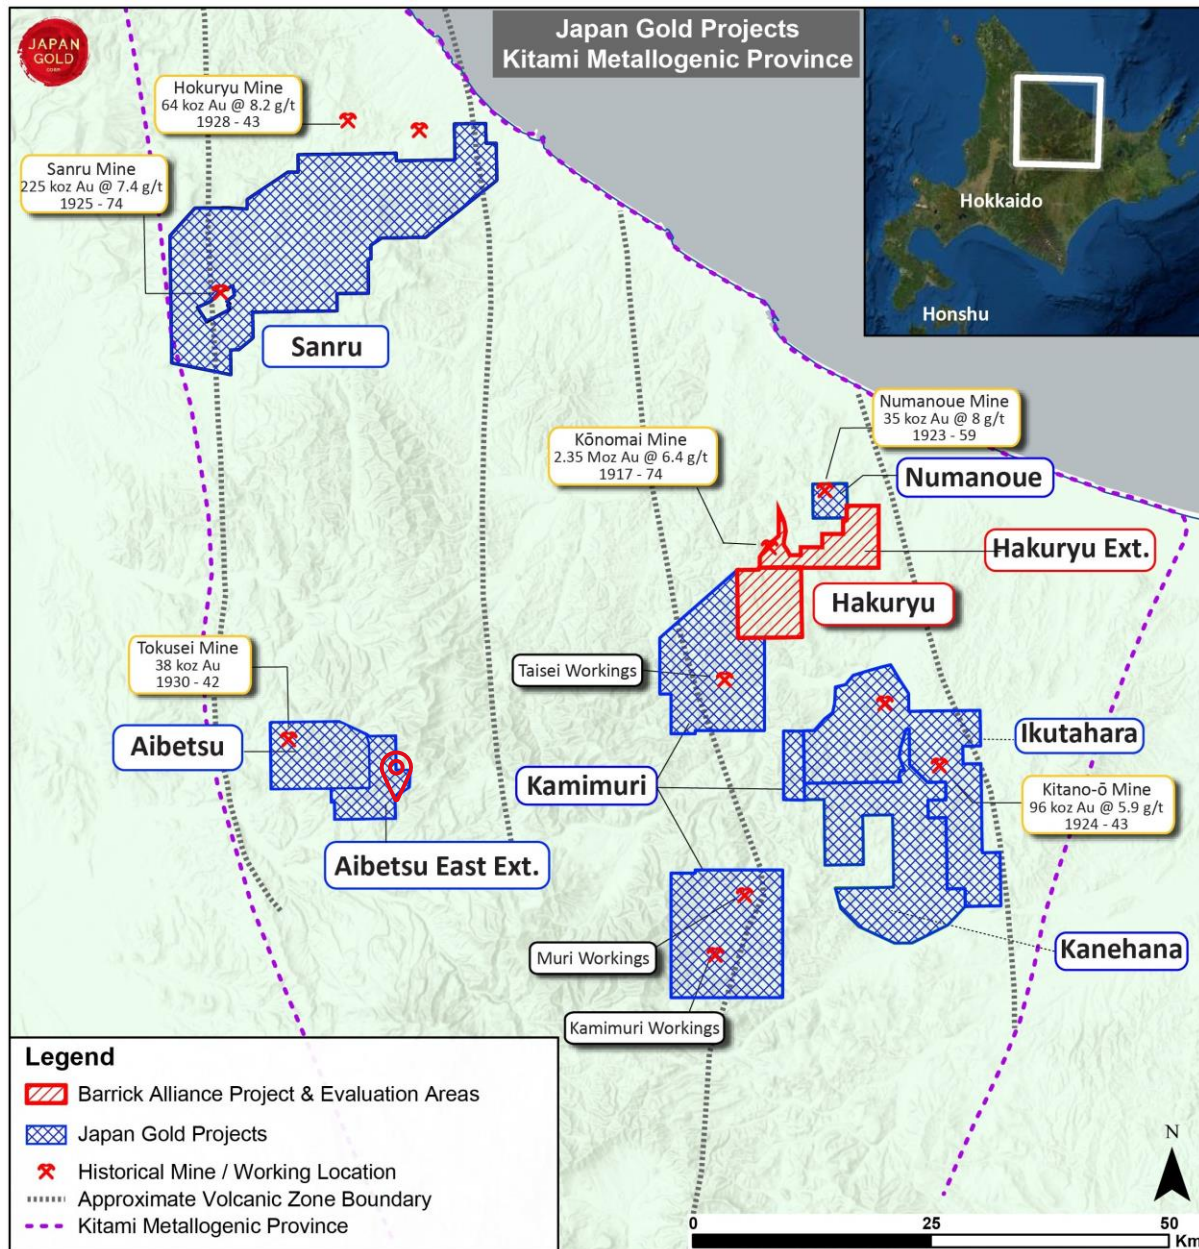 JAPAN
GOLD
CORP.
Japan Gold Projects
Kitami Metallogenic Province
Hokkaido
Honshu
Hokuryu Mine
64 koz Au @ 8.2 g/t
1928 - 43
Sanru Mine
225 koz Au @ 7.4 g/t
1925 - 74
Sanru
Numanoue Mine
35 koz Au @ 8 g/t
1923 - 59
Kōnomai Mine
2.35 Moz Au @ 6.4 g/t
1917 - 74
Numanoue
Hakuryu Ext.
Hakuryu
Tokusei Mine
38 koz Au
1930 - 42
Taisei Workings
Aibetsu
Ikutahara
Kamimuri
Kitano-ō Mine
96 koz Au @ 5.9 g/t
1924 - 43
Aibetsu East Ext.
Kanehana
Muri Workings
Kamimuri Workings
Legend
Barrick Alliance Project & Evaluation Areas
Japan Gold Projects
Historical Mine / Working Location
Approximate Volcanic Zone Boundary
Kitami Metallogenic Province
N
0 25 50
Km